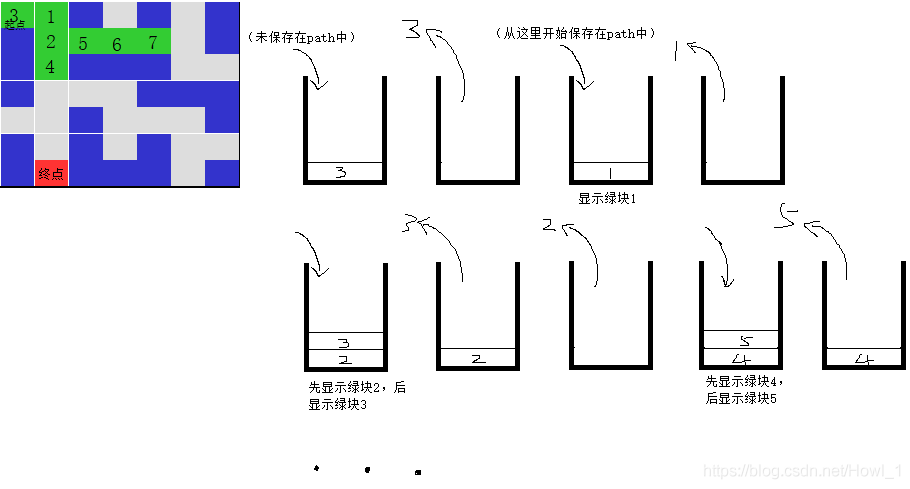 3 1
起点
2 5 6 7
4
终点
（未保存在path中） 3 （从这里开始保存在path中） 1
3 1
显示绿块1
3 2 5
3 5
2 2 4 4
先显示绿块2，后
显示绿块3
先显示绿块4，
后显示绿块5
https://blog.csdn.net/Howl_1